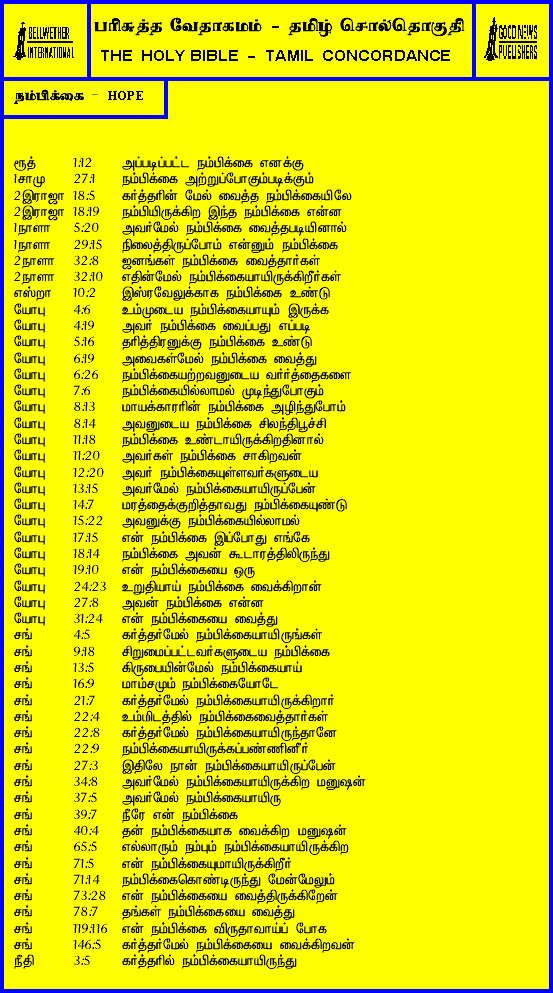 BELLWETHER
INTERNATIONAL
பரிசுத்த வேதாகமம் - தமிழ் சொல்தொகுதி
THE HOLY BIBLE - TAMIL CONCORDANCE
GOOD NEWS
PUBLISHERS
நம்பிக்கை - HOPE
ரூத் 1:12 அப்படிப்பட்ட நம்பிக்கை எனக்கு
1சாமு 27:1 நம்பிக்கை அற்றுப்போகும்படிக்கும்
2இராஜா 18:5 கர்த்தரின் மேல் வைத்த நம்பிக்கையிலே
2இராஜா 18:19 நம்பியிருக்கிற இந்த நம்பிக்கை என்ன
1நாளா 5:20 அவர்மேல் நம்பிக்கை வைத்தபடியினால்
1நாளா 29:15 நிலைத்திருப்போம் என்னும் நம்பிக்கை
2நாளா 32:8 ஜனங்கள் நம்பிக்கை வைத்தார்கள்
2நாளா 32:10 எதின்மேல் நம்பிக்கையாயிருக்கிறீர்கள்
எஸ்றா 10:2 இஸ்ரவேலுக்காக நம்பிக்கை உண்டு
யோபு 4:6 உம்முடைய நம்பிக்கையாயும் இருக்க
யோபு 4:19 அவர் நம்பிக்கை வைப்பது எப்படி
யோபு 5:16 தரித்திரனுக்கு நம்பிக்கை உண்டு
யோபு 6:19 அவைகள்மேல் நம்பிக்கை வைத்து
யோபு 6:26 நம்பிக்கையற்றவனுடைய வார்த்தைகளை
யோபு 7:6 நம்பிக்கையில்லாமல் முடிந்துபோகும்
யோபு 8:13 மாயக்காரரின் நம்பிக்கை அழிந்துபோம்
யோபு 8:14 அவனுடைய நம்பிக்கை சிலந்திபூச்சி
யோபு 11:18 நம்பிக்கை உண்டாயிருக்கிறதினால்
யோபு 11:20 அவர்கள் நம்பிக்கை சாகிறவன்
யோபு 12:20 அவர் நம்பிக்கையுள்ளவர்களுடைய
யோபு 13:15 அவர்மேல் நம்பிக்கையாயிருப்பேன்
யோபு 14:7 மரத்தைக்குறித்தாவது நம்பிக்கையுண்டு
யோபு 15:22 அவனுக்கு நம்பிக்கையில்லாமல்
யோபு 17:15 என் நம்பிக்கை இப்போது எங்கே
யோபு 18:14 நம்பிக்கை அவன் கூடாரத்திலிருந்து
யோபு 19:10 என் நம்பிக்கையை ஒரு
யோபு 24:23 உறுதியாய் நம்பிக்கை வைக்கிறான்
யோபு 27:8 அவன் நம்பிக்கை என்ன
யோபு 31:24 என் நம்பிக்கையை வைத்து
சங் 4:5 கர்த்தர்மேல் நம்பிக்கையாயிருங்கள்
சங் 9:18 சிறுமைப்பட்டவர்களுடைய நம்பிக்கை
சங் 13:5 கிருபையின்மேல் நம்பிக்கையாய்
சங் 16:9 மாம்சமும் நம்பிக்கையோடே
சங் 21:7 கர்த்தர்மேல் நம்பிக்கையாயிருக்கிறார்
சங் 22:4 உம்மிடத்தில் நம்பிக்கைவைத்தார்கள்
சங் 22:8 கர்த்தர்மேல் நம்பிக்கையாயிருந்தானே
சங் 22:9 நம்பிக்கையாயிருக்கப்பண்ணினீர்
சங் 27:3 இதிலே நான் நம்பிக்கையாயிருப்பேன்
சங் 34:8 அவர்மேல் நம்பிக்கையாயிருக்கிற மனுஷன்
சங் 37:5 அவர்மேல் நம்பிக்கையாயிரு
சங் 39:7 நீரே என் நம்பிக்கை
சங் 40:4 தன் நம்பிக்கையாக வைக்கிற மனுஷன்
சங் 65:5 எல்லாரும் நம்பும் நம்பிக்கையாயிருக்கிற
சங் 71:5 என் நம்பிக்கையுமாயிருக்கிறீர்
சங் 71:14 நம்பிக்கைகொண்டிருந்து மேன்மேலும்
சங் 73:28 என் நம்பிக்கையை வைத்திருக்கிறேன்
சங் 78:7 தங்கள் நம்பிக்கையை வைத்து
சங் 119:116 என் நம்பிக்கை விருதாவாய்ப் போக
சங் 146:5 கர்த்தர்மேல் நம்பிக்கையை வைக்கிறவன்
நீதி 3:5 கர்த்தரில் நம்பிக்கையாயிருந்து